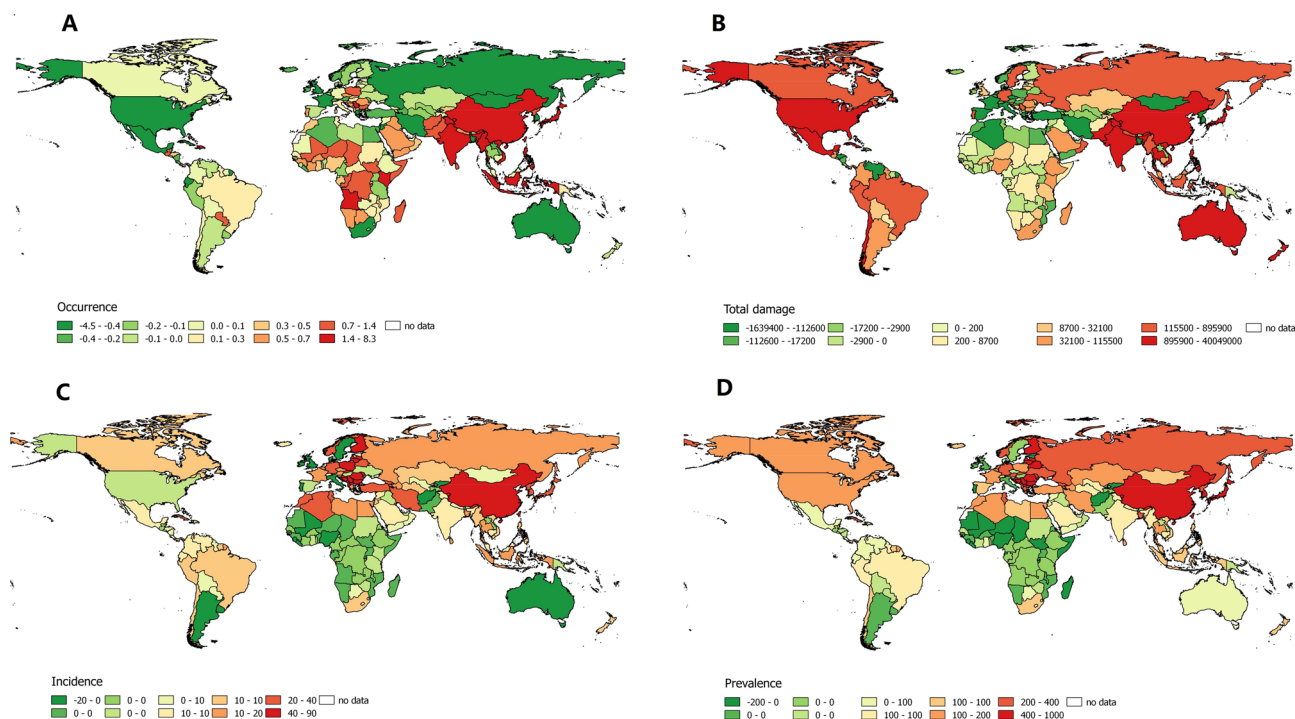 A
B
Occurrence
-4.5 - -0.4 -0.2 - -0.1 0.0 - 0.1 0.3 - 0.5 0.7 - 1.4 no data
-0.4 - -0.2 -0.1 - 0.0 0.1 - 0.3 0.5 - 0.7 1.4 - 8.3
Total damage
-1639400 - -112600 -17200 - -2900 0 - 200 8700 - 32100 115500 - 895900 no data
-112600 - -17200 -2900 - 0 200 - 8700 32100 - 115500 895900 - 40049000
C
D
Incidence
-20 - 0 0 - 0 0 - 10 10 - 10 20 - 40 no data
0 - 0 0 - 0 10 - 10 10 - 20 40 - 90
Prevalence
-200 - 0 0 - 0 0 - 100 100 - 100 200 - 400 no data
0 - 0 0 - 0 100 - 100 100 - 200 400 - 1000